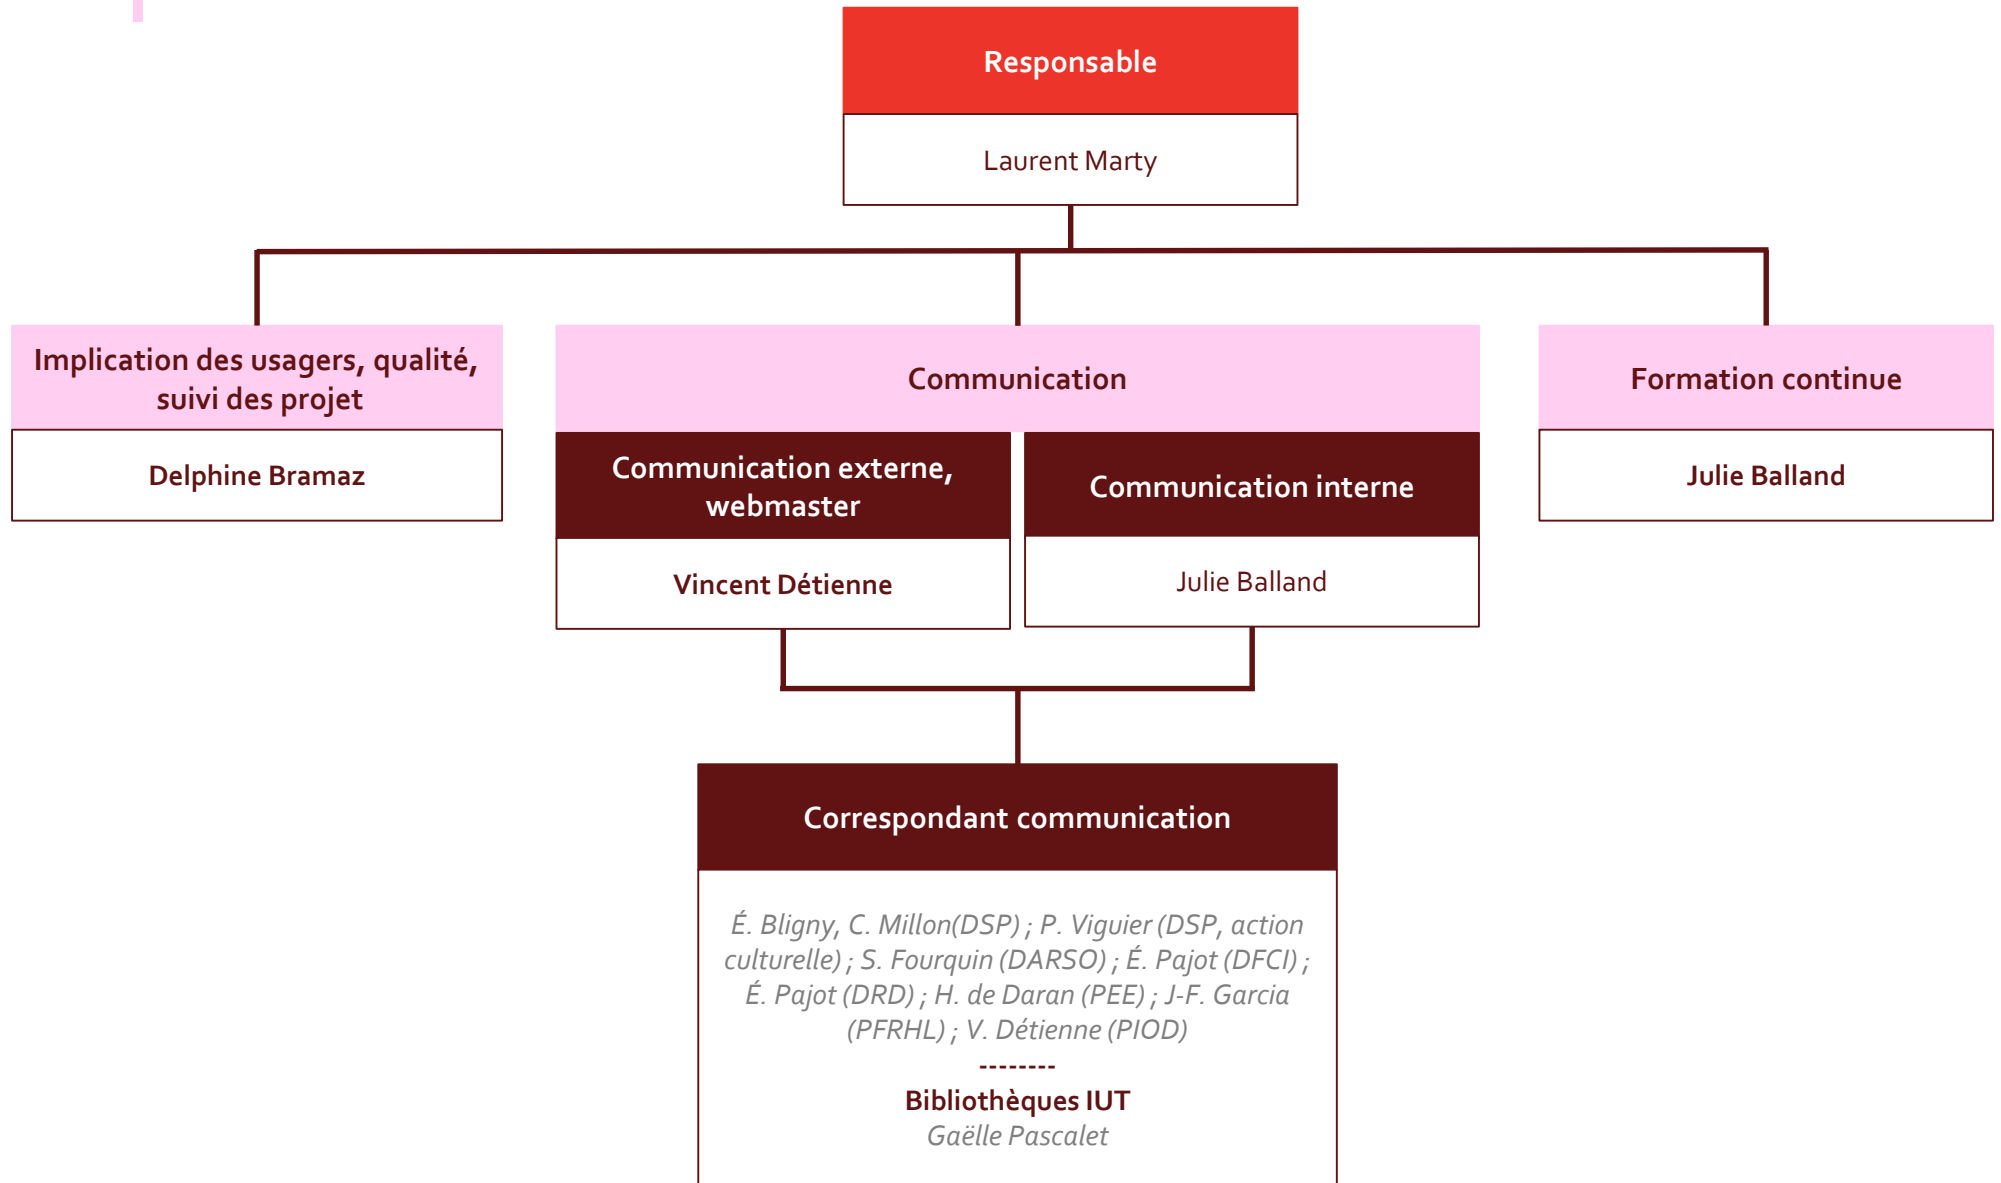 Responsable
Laurent Marty
Implication des usagers, qualité,
suivi des projet
Delphine Bramaz
Communication
Communication externe,
webmaster
Vincent Détienne
Communication interne
Julie Balland
Formation continue
Julie Balland
Correspondant communication
É. Bligny, C. Millon(DSP) ; P. Viguier (DSP, action
culturelle) ; S. Fourquin (DARSO) ; É. Pajot (DFCI) ;
É. Pajot (DRD) ; H. de Daran (PEE) ; J-F. Garcia
(PFRHL) ; V. Détienne (PIOD)
--------
Bibliothèques IUT
Gaëlle Pascalet